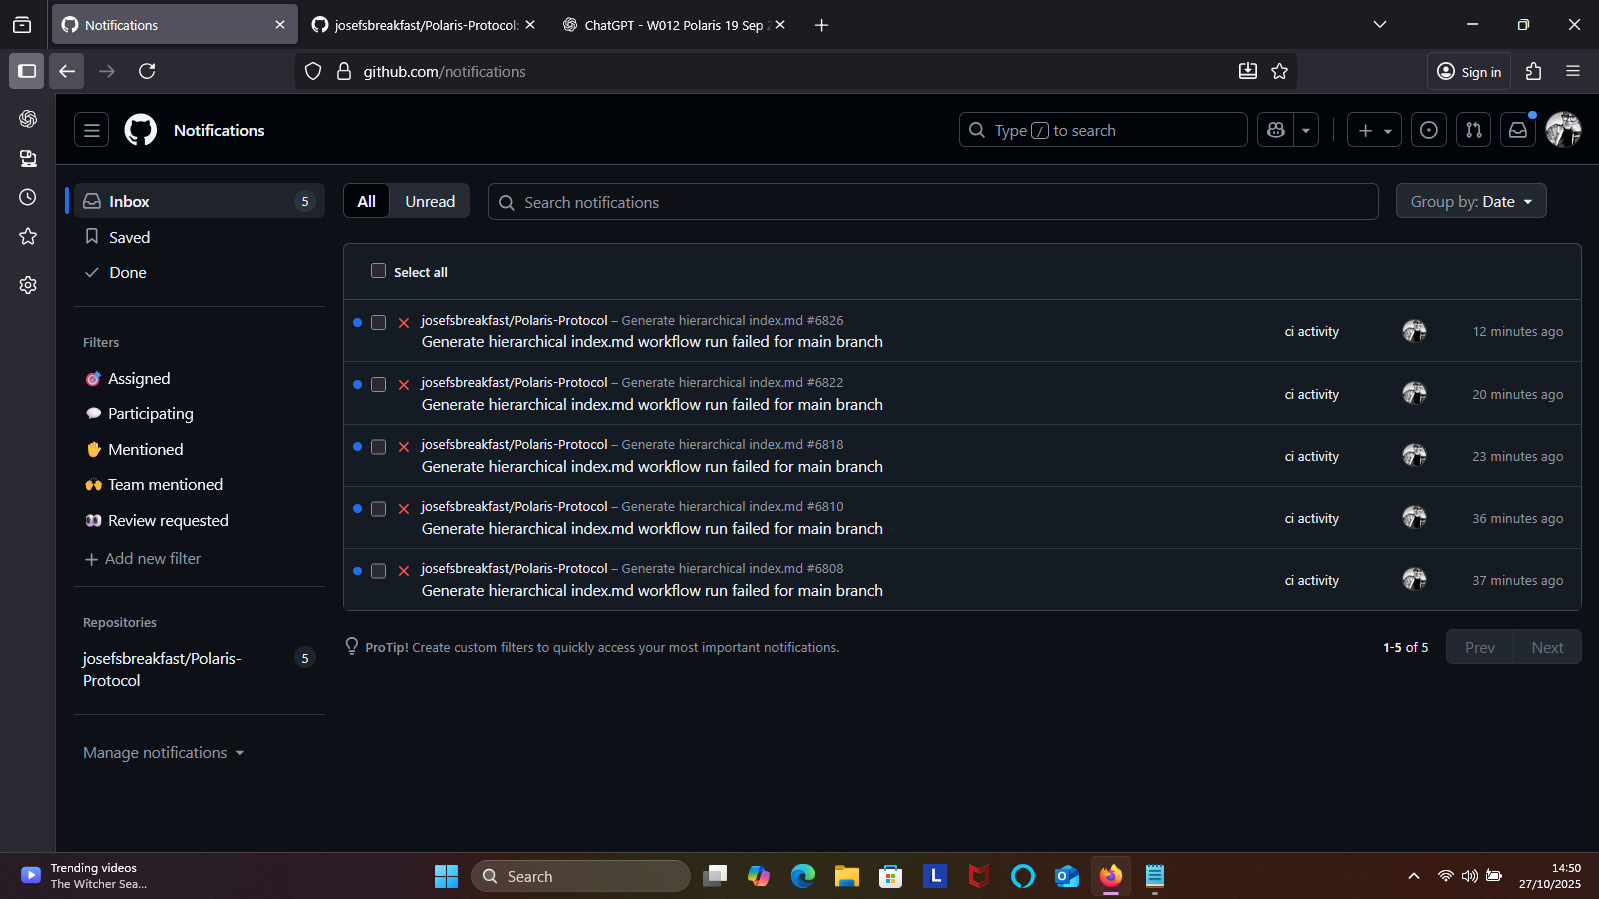 Notifications
josefsbreakfast/Polaris-Protocol:
ChatGPT - W012 Polaris 19 Sep
github.com/notifications
Sign in
Notifications
Type / to search
Inbox
5
All
Unread
Search notifications
Group by: Date
Saved
Done
Select all
Filters
Assigned
Participating
Mentioned
Team mentioned
Review requested
Add new filter
josefsbreakfast/Polaris-Protocol – Generate hierarchical index.md #6826
Generate hierarchical index.md workflow run failed for main branch
ci activity
12 minutes ago
josefsbreakfast/Polaris-Protocol – Generate hierarchical index.md #6822
Generate hierarchical index.md workflow run failed for main branch
ci activity
20 minutes ago
josefsbreakfast/Polaris-Protocol – Generate hierarchical index.md #6818
Generate hierarchical index.md workflow run failed for main branch
ci activity
23 minutes ago
josefsbreakfast/Polaris-Protocol – Generate hierarchical index.md #6810
Generate hierarchical index.md workflow run failed for main branch
ci activity
36 minutes ago
josefsbreakfast/Polaris-Protocol – Generate hierarchical index.md #6808
Generate hierarchical index.md workflow run failed for main branch
ci activity
37 minutes ago
Repositories
josefsbreakfast/Polaris-
Protocol
5
ProTip! Create custom filters to quickly access your most important notifications.
1-5 of 5
Prev
Next
Manage notifications
Trending videos
The Witcher Sea...
Search
L
14:50
27/10/2025